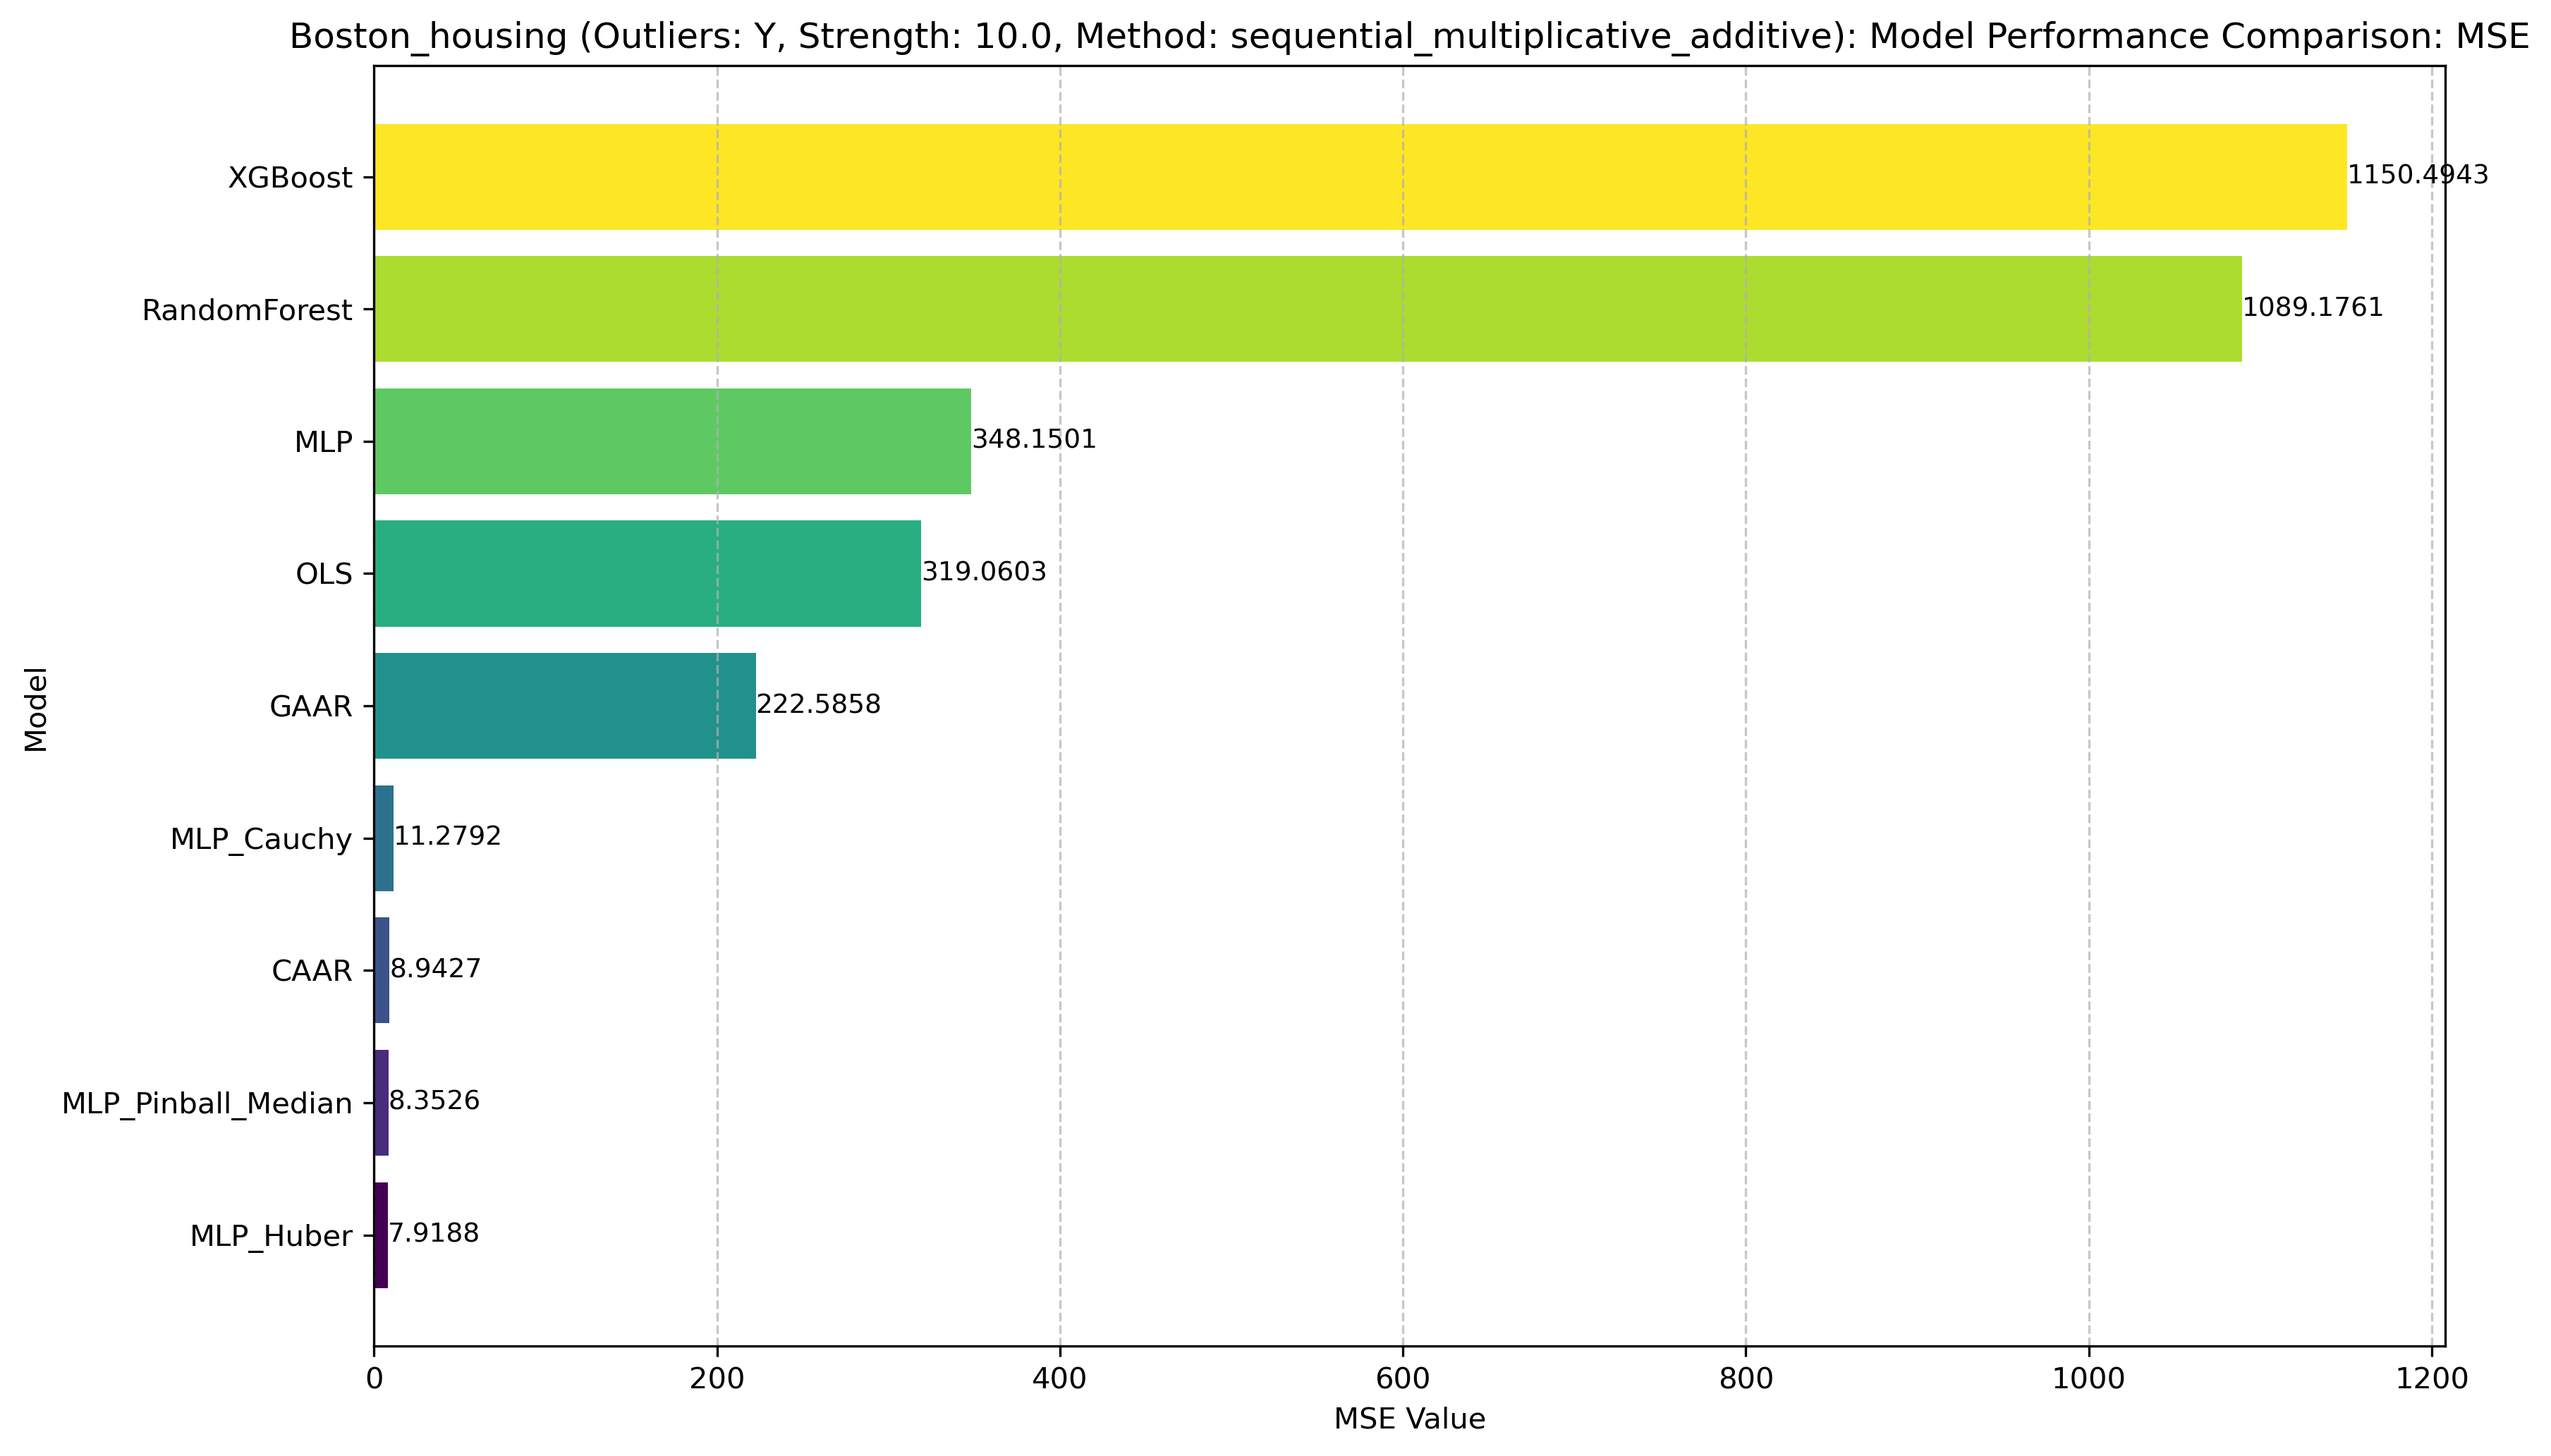 Boston_housing (Outliers: Y, Strength: 10.0, Method: sequential_multiplicative_additive): Model Performance Comparison: MSE
Model
XGBoost 1150.4943
RandomForest 1089.1761
MLP 348.1501
OLS 319.0603
GAAR 222.5858
MLP_Cauchy 11.2792
CAAR 8.9427
MLP_Pinball_Median 8.3526
MLP_Huber 7.9188
0 200 400 600 800 1000 1200
MSE Value